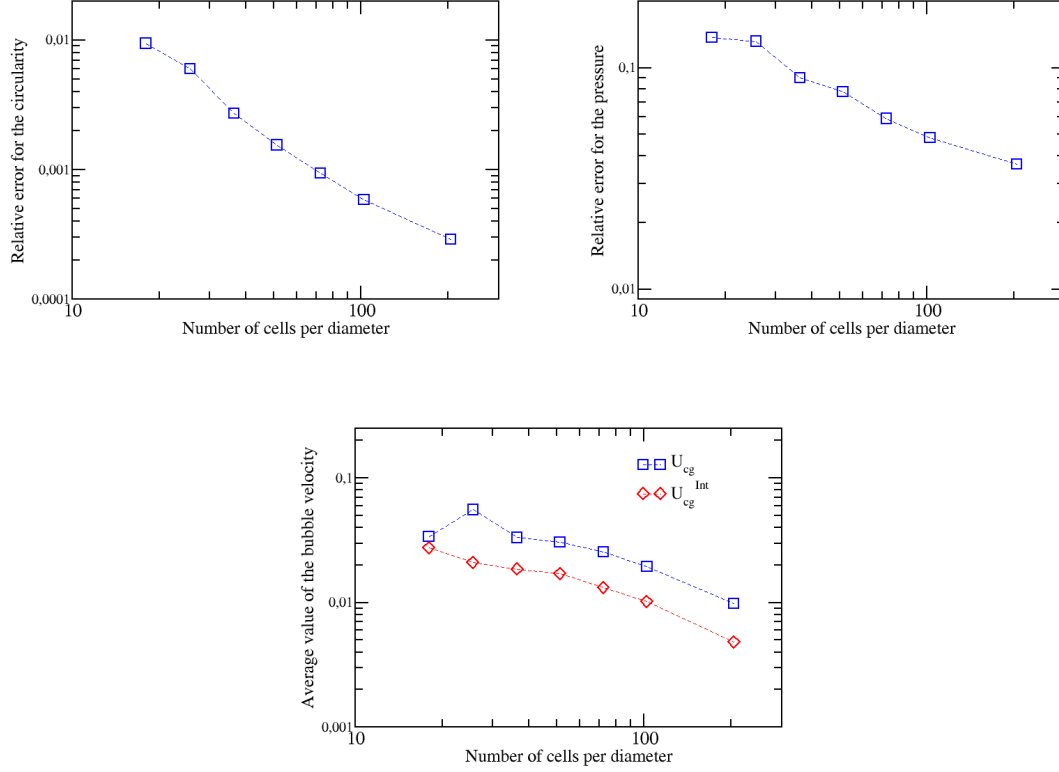 Relative error for the circularity
0,01
0,001
0,0001
10
100
Number of cells per diameter
Relative error for the pressure
0,1
0,01
10
100
Number of cells per diameter
Average value of the bubble velocity
0,1
0,01
0,001
10
100
Number of cells per diameter
U_cg
U_cg^Int